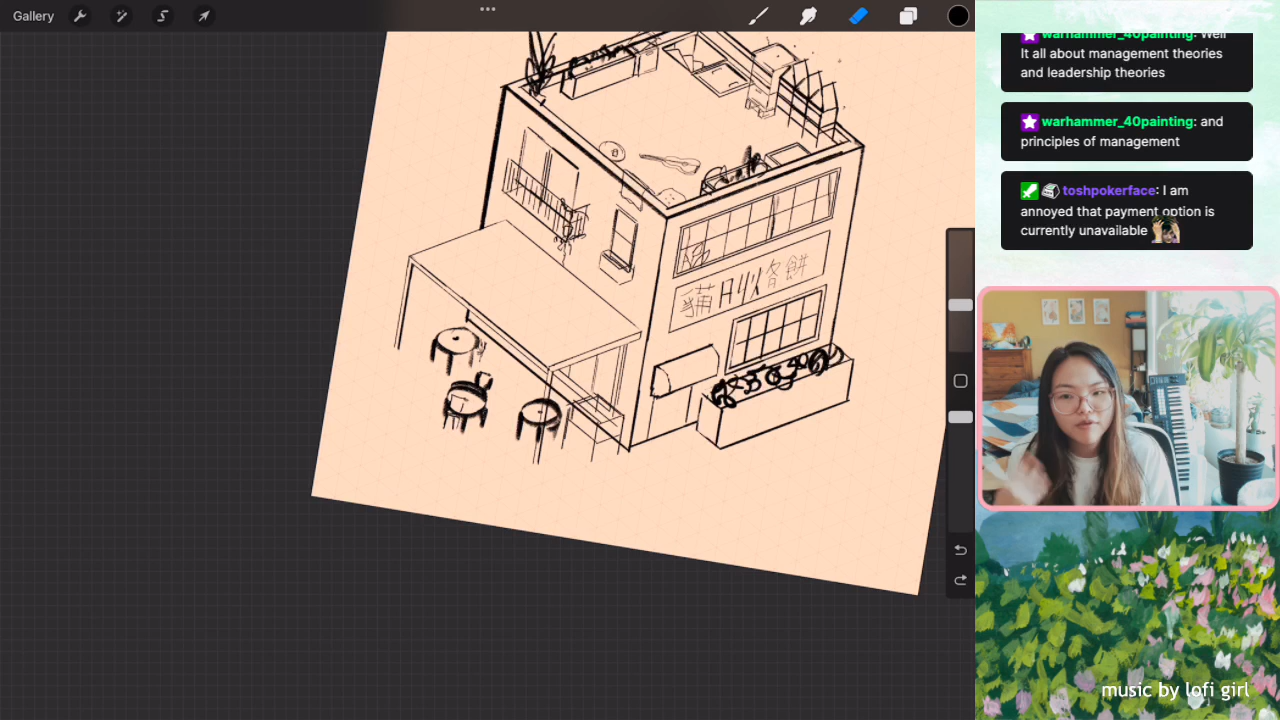 Gallery
warhammer_40painting: Well
It all about management theories
and leadership theories
warhammer_40painting: and
principles of management
toshpokerface: I am
annoyed that payment option is
currently unavailable
music by lofi girl